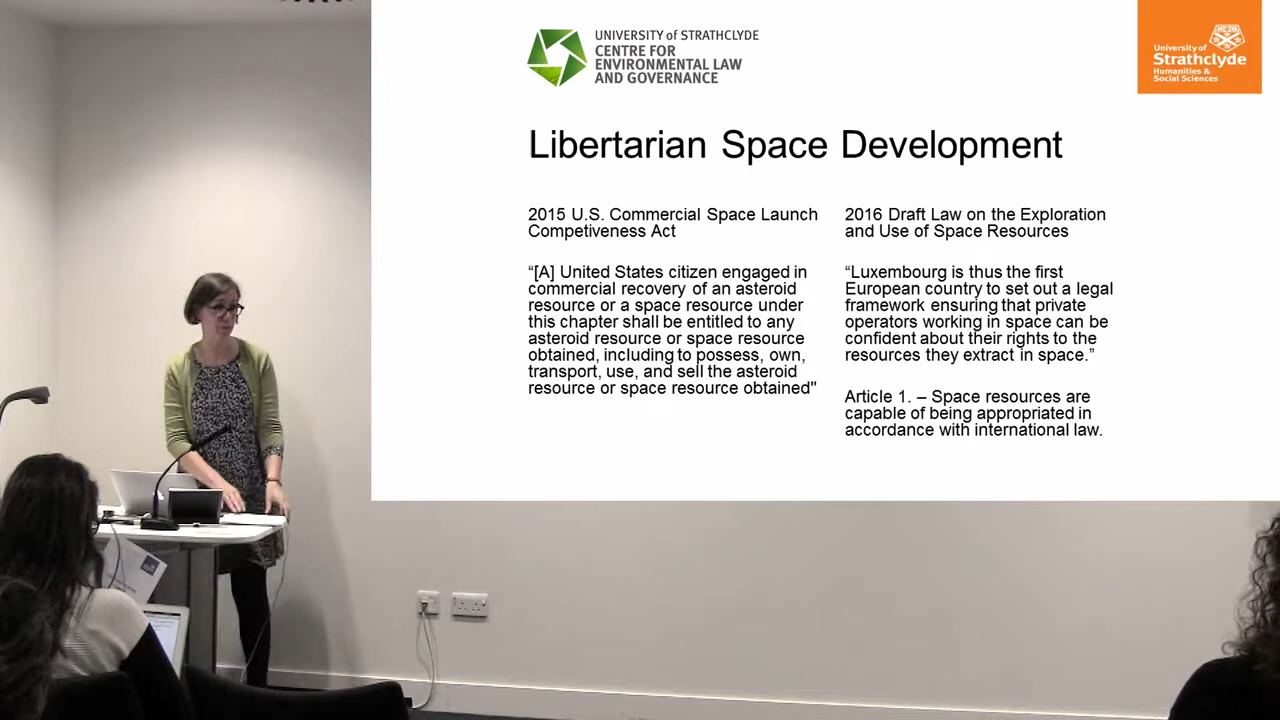 UNIVERSITY of STRATHCLYDE
CENTRE FOR
ENVIRONMENTAL LAW
AND GOVERNANCE
University of
Strathclyde
Humanities &
Social Sciences
Libertarian Space Development
2015 U.S. Commercial Space Launch
Competiveness Act
“[A] United States citizen engaged in
commercial recovery of an asteroid
resource or a space resource under
this chapter shall be entitled to any
asteroid resource or space resource
obtained, including to possess, own,
transport, use, and sell the asteroid
resource or space resource obtained"
2016 Draft Law on the Exploration
and Use of Space Resources
“Luxembourg is thus the first
European country to set out a legal
framework ensuring that private
operators working in space can be
confident about their rights to the
resources they extract in space.”
Article 1. – Space resources are
capable of being appropriated in
accordance with international law.